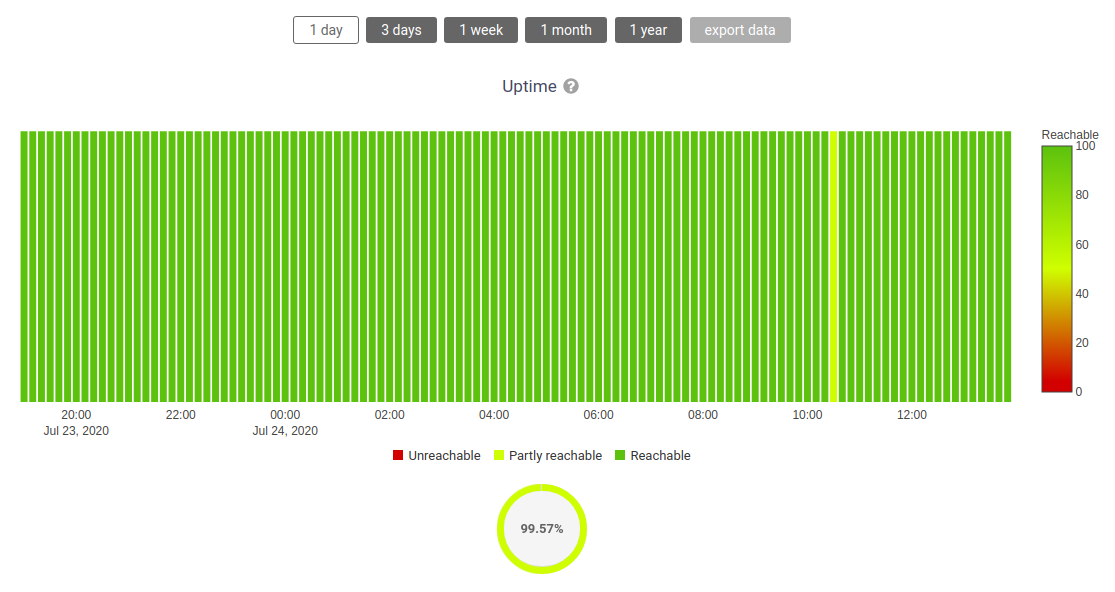 1 day 3 days 1 week 1 month 1 year export data
Uptime ?
Reachable
100
80
60
40
20
0
20:00 22:00 00:00 02:00 04:00 06:00 08:00 10:00 12:00
Jul 23, 2020 Jul 24, 2020
Unreachable Partly reachable Reachable
99.57%